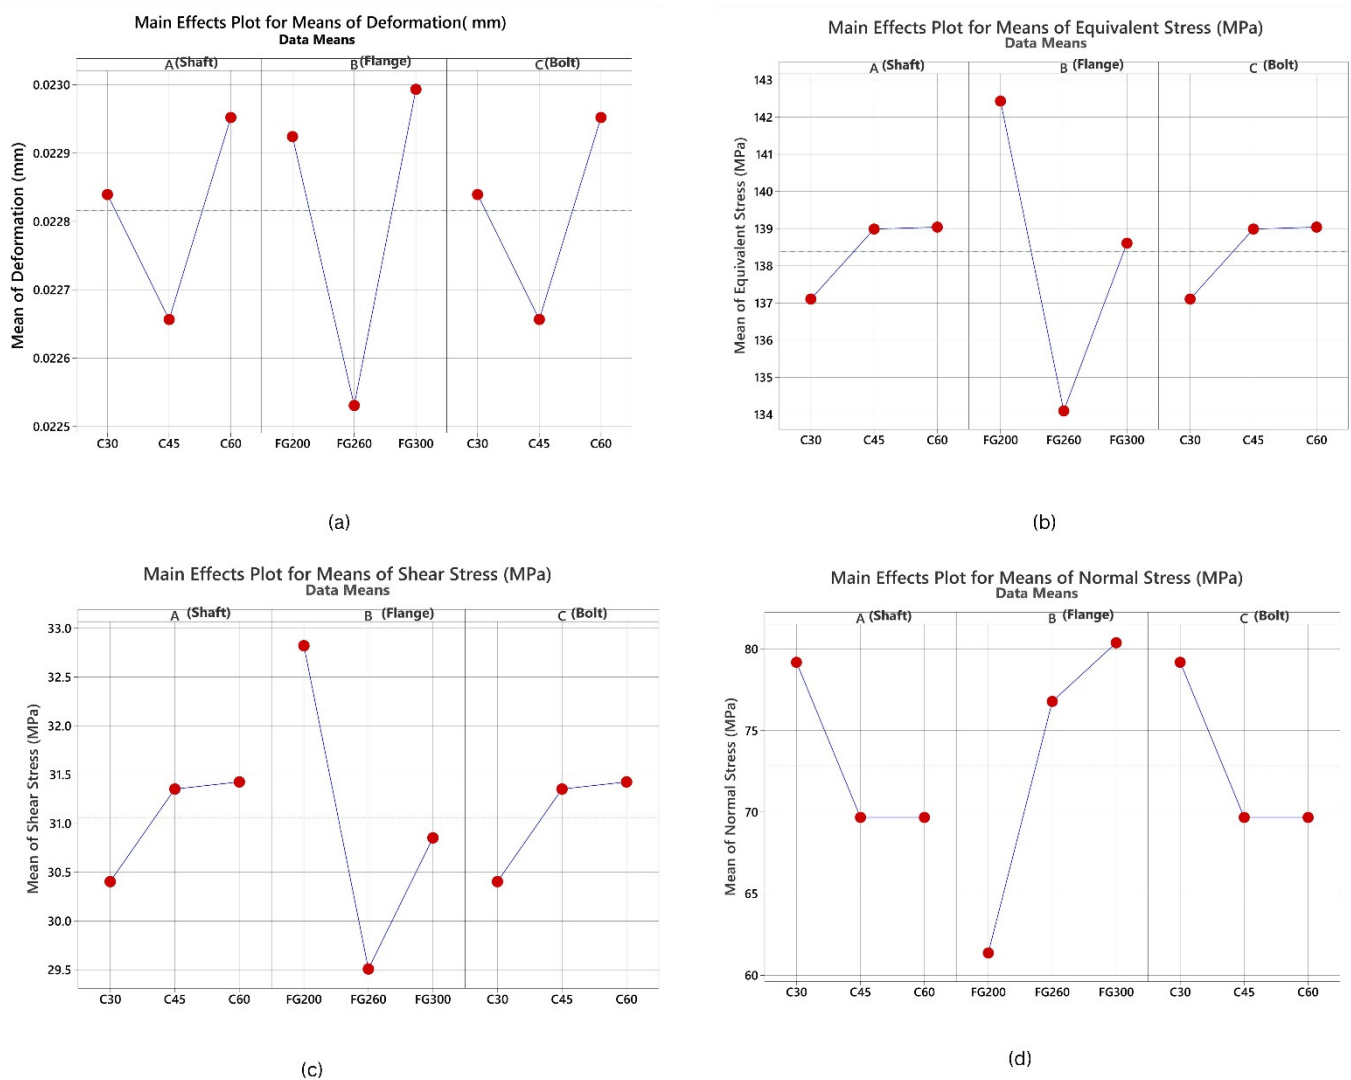 Main Effects Plot for Means of Deformation( mm)
Data Means
A (Shaft) B (Flange) C (Bolt)
Mean of Deformation (mm)
0.0230
0.0229
0.0228
0.0227
0.0226
0.0225
C30 C45 C60 FG200 FG260 FG300 C30 C45 C60
(a)
Main Effects Plot for Means of Equivalent Stress (MPa)
Data Means
A (Shaft) B (Flange) C (Bolt)
Mean of Equivalent Stress (MPa)
143
142
141
140
139
138
137
136
135
134
C30 C45 C60 FG200 FG260 FG300 C30 C45 C60
(b)
Main Effects Plot for Means of Shear Stress (MPa)
Data Means
A (Shaft) B (Flange) C (Bolt)
Mean of Shear Stress (MPa)
33.0
32.5
32.0
31.5
31.0
30.5
30.0
29.5
C30 C45 C60 FG200 FG260 FG300 C30 C45 C60
(c)
Main Effects Plot for Means of Normal Stress (MPa)
Data Means
A (Shaft) B (Flange) C (Bolt)
Mean of Normal Stress (MPa)
80
75
70
65
60
C30 C45 C60 FG200 FG260 FG300 C30 C45 C60
(d)